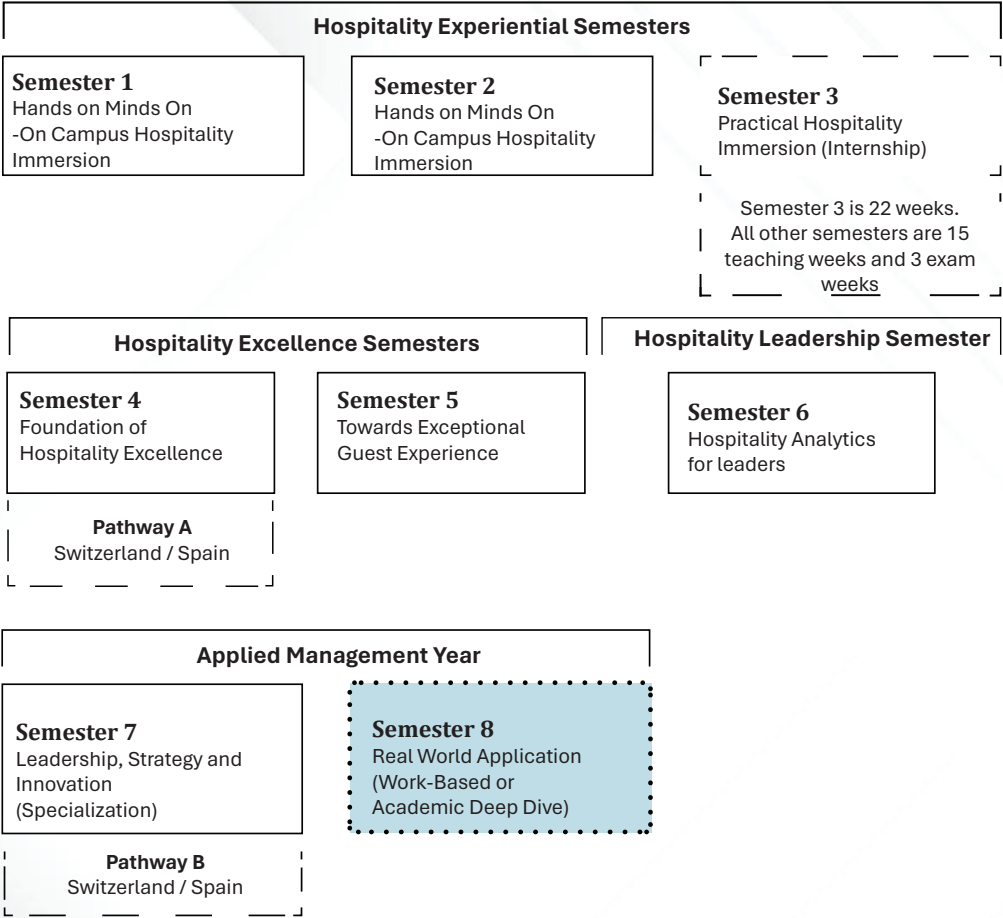 Hospitality Experiential Semesters
Semester 1
Hands on Minds On
-On Campus Hospitality
Immersion
Semester 2
Hands on Minds On
-On Campus Hospitality
Immersion
Semester 3
Practical Hospitality
Immersion (Internship)
Semester 3 is 22 weeks.
All other semesters are 15
teaching weeks and 3 exam
weeks
Hospitality Excellence Semesters
Hospitality Leadership Semester
Semester 4
Foundation of
Hospitality Excellence
Semester 5
Towards Exceptional
Guest Experience
Semester 6
Hospitality Analytics
for leaders
Pathway A
Switzerland / Spain
Applied Management Year
Semester 7
Leadership, Strategy and
Innovation
(Specialization)
Semester 8
Real World Application
(Work-Based or
Academic Deep Dive)
Pathway B
Switzerland / Spain